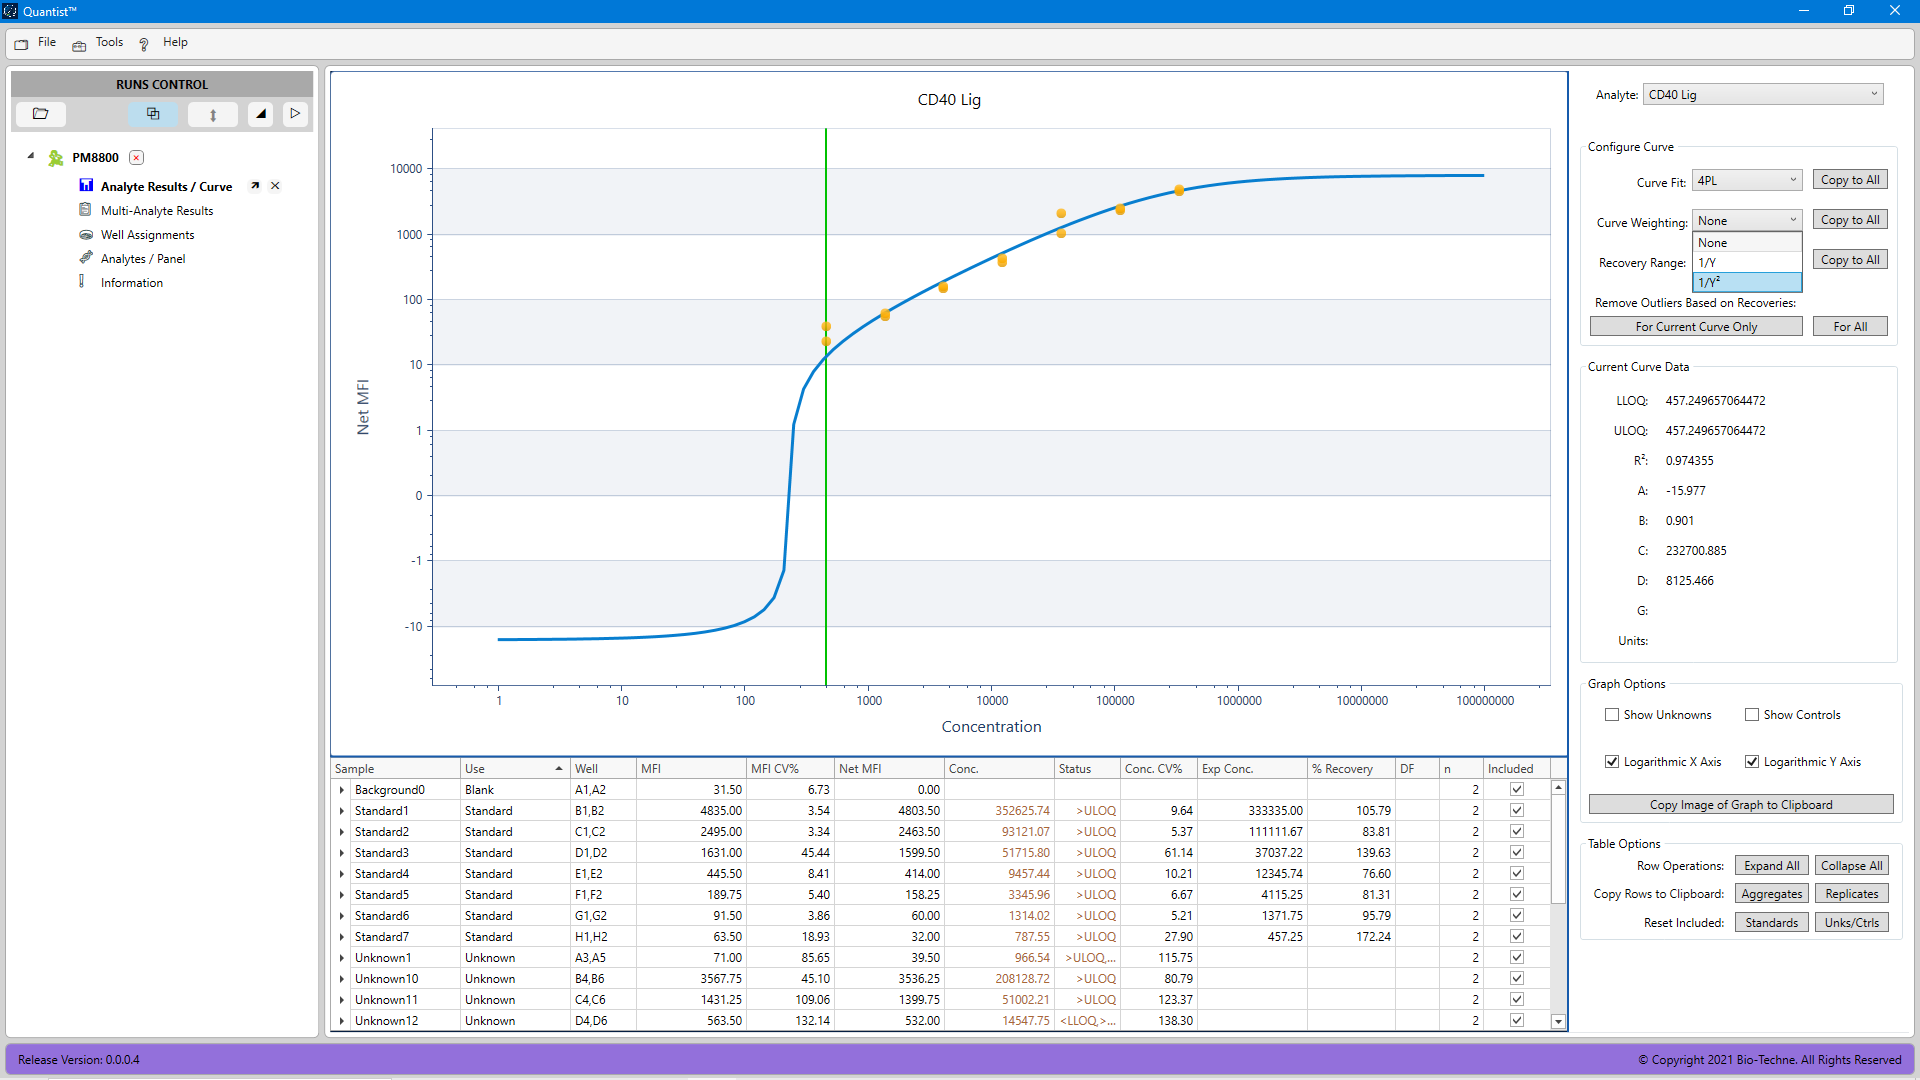 Quantist™
File Tools Help
RUNS CONTROL
PM8800
Analyte Results / Curve
Multi-Analyte Results
Well Assignments
Analytes / Panel
Information
CD40 Lig
10000
1000
100
10
1
0
-1
-10
Net MFI
1 10 100 1000 10000 100000 1000000 10000000 100000000
Concentration
Sample Use Well MFI MFI CV% Net MFI Conc. Status Conc. CV% Exp Conc. % Recovery DF n Included
Background0 Blank A1,A2 31.50 6.73 0.00 2
Standard1 Standard B1,B2 4835.00 3.54 4803.50 352625.74 >ULOQ 9.64 333335.00 105.79 2
Standard2 Standard C1,C2 2495.00 3.34 2463.50 93121.07 >ULOQ 5.37 111111.67 83.81 2
Standard3 Standard D1,D2 1631.00 45.44 1599.50 51715.80 >ULOQ 61.14 37037.22 139.63 2
Standard4 Standard E1,E2 445.50 8.41 414.00 9457.44 >ULOQ 10.21 12345.74 76.60 2
Standard5 Standard F1,F2 189.75 5.40 158.25 3345.96 >ULOQ 6.67 4115.25 81.31 2
Standard6 Standard G1,G2 91.50 3.86 60.00 1314.02 >ULOQ 5.21 1371.75 95.79 2
Standard7 Standard H1,H2 63.50 18.93 32.00 787.55 >ULOQ 27.90 457.25 172.24 2
Unknown1 Unknown A3,A5 71.00 85.65 39.50 966.54 >ULOQ,... 115.75 2
Unknown10 Unknown B4,B6 3567.75 45.10 3536.25 208128.72 >ULOQ 80.79 2
Unknown11 Unknown C4,C6 1431.25 109.06 1399.75 51002.21 >ULOQ 123.37 2
Unknown12 Unknown D4,D6 563.50 132.14 532.00 14547.75 <LLOQ,>... 138.30 2
Analyte: CD40 Lig
Configure Curve
Curve Fit: 4PL Copy to All
Curve Weighting: None Copy to All
None
1/Y
1/Y²
Recovery Range: Copy to All
Remove Outliers Based on Recoveries:
For Current Curve Only For All
Current Curve Data
LLOQ: 457.249657064472
ULOQ: 457.249657064472
R²: 0.974355
A: -15.977
B: 0.901
C: 232700.885
D: 8125.466
G:
Units:
Graph Options
Show Unknowns Show Controls
Logarithmic X Axis Logarithmic Y Axis
Copy Image of Graph to Clipboard
Table Options
Row Operations: Expand All Collapse All
Copy Rows to Clipboard: Aggregates Replicates
Reset Included: Standards Unks/Ctrls
Release Version: 0.0.0.4
© Copyright 2021 Bio-Techne. All Rights Reserved